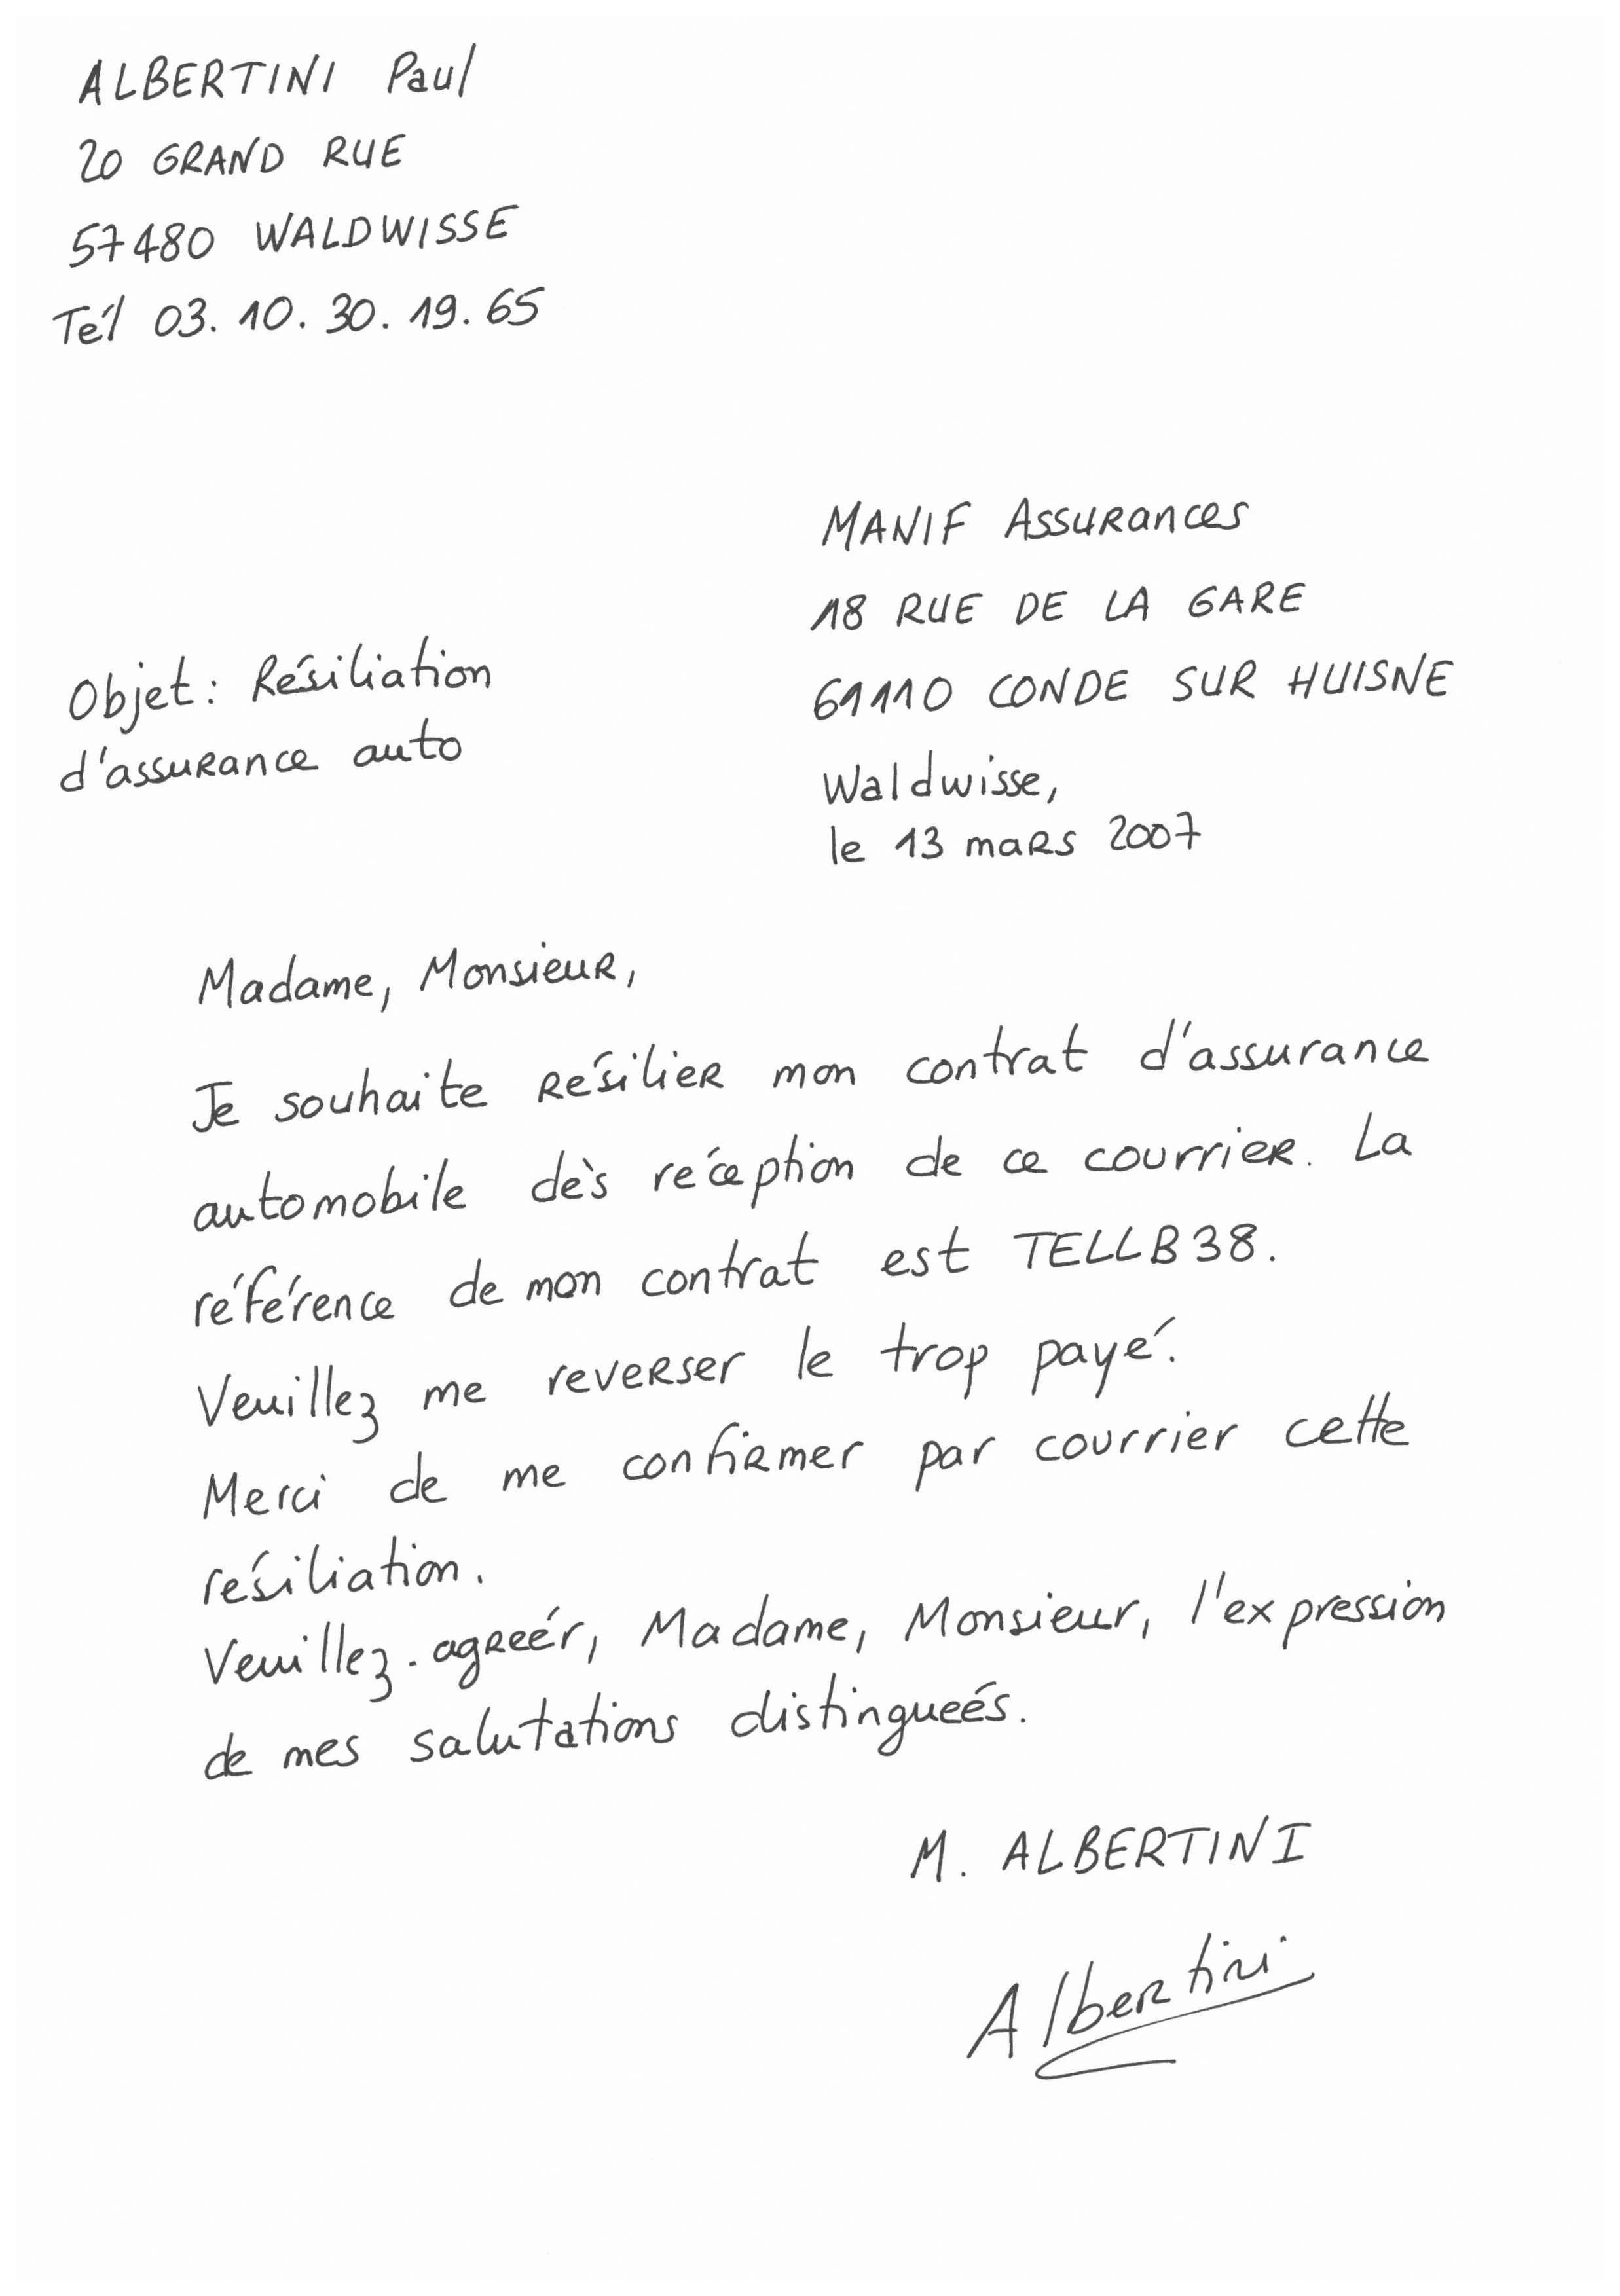 ALBERTINI Paul
20 GRAND RUE
57480 WALDWISSE
Tél 03.10.30.19.65
MANIF Assurances
18 RUE DE LA GARE
61110 CONDE SUR HUISNE
Objet: Résiliation
d'assurance auto
Waldwisse,
le 13 mars 2007
Madame, Monsieur,
Je souhaite résilier mon contrat d'assurance
automobile dès réception de ce courrier. La
référence de mon contrat est TELLB38.
Veuillez me reverser le trop payé.
Merci de me confirmer par courrier cette
résiliation.
Veuillez-agréer, Madame, Monsieur, l'expression
de mes salutations distinguées.
M. ALBERTINI
Albertini